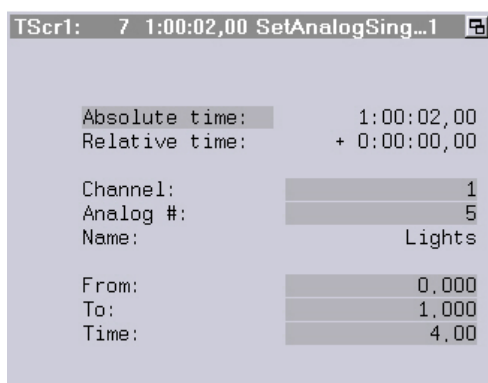 TScr1: 7 1:00:02,00 SetAnalogSing…1
Absolute time: 1:00:02,00
Relative time: + 0:00:00,00
Channel: 1
Analog #: 5
Name: Lights
From: 0,000
To: 1,000
Time: 4,00